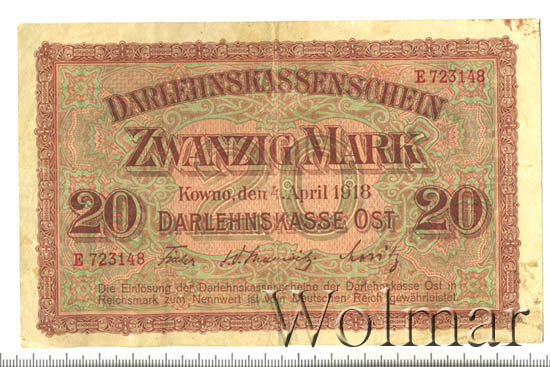 E 723148
DARLEHNSKASSENSCHEIN
ZWANZIG MARK
Kowno, den 4. April 1918
20 DARLEHNSKASSE OST 20
E 723148
Die Einlösung der Darlehnskassenscheine der Darlehnskasse Ost in
Reichsmark zum Nennwert ist vom Deutschen Reich gewährleistet.
Wolmar